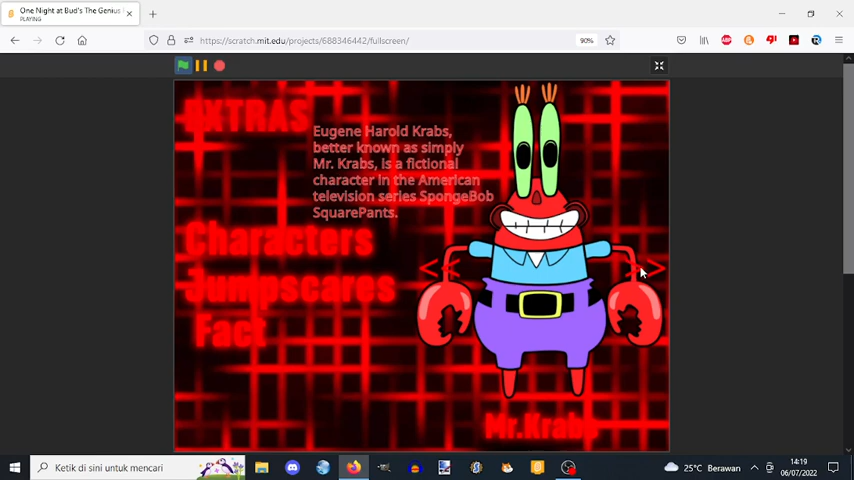 One Night at Bud's The Genius
PLAYING
https://scratch.mit.edu/projects/688346442/fullscreen/
90%
EXTRAS
Eugene Harold Krabs,
better known as simply
Mr. Krabs, is a fictional
character in the American
television series SpongeBob
SquarePants.
Characters
Jumpscares
Fact
<<
>>
Mr.Krabs
Ketik di sini untuk mencari
25°C Berawan
14:19
06/07/2022